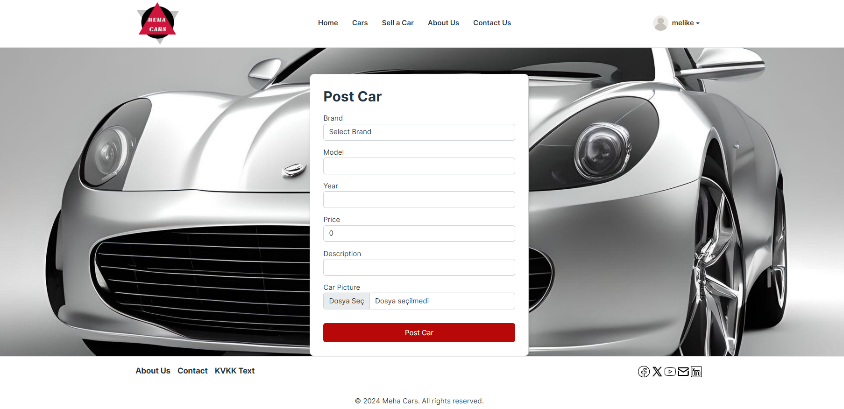 MEHA
CARS
Home Cars Sell a Car About Us Contact Us
melike
Post Car
Brand
Select Brand
Model
Year
Price
0
Description
Car Picture
Dosya Seç Dosya seçilmedi
Post Car
About Us Contact KVKK Text
© 2024 Meha Cars. All rights reserved.